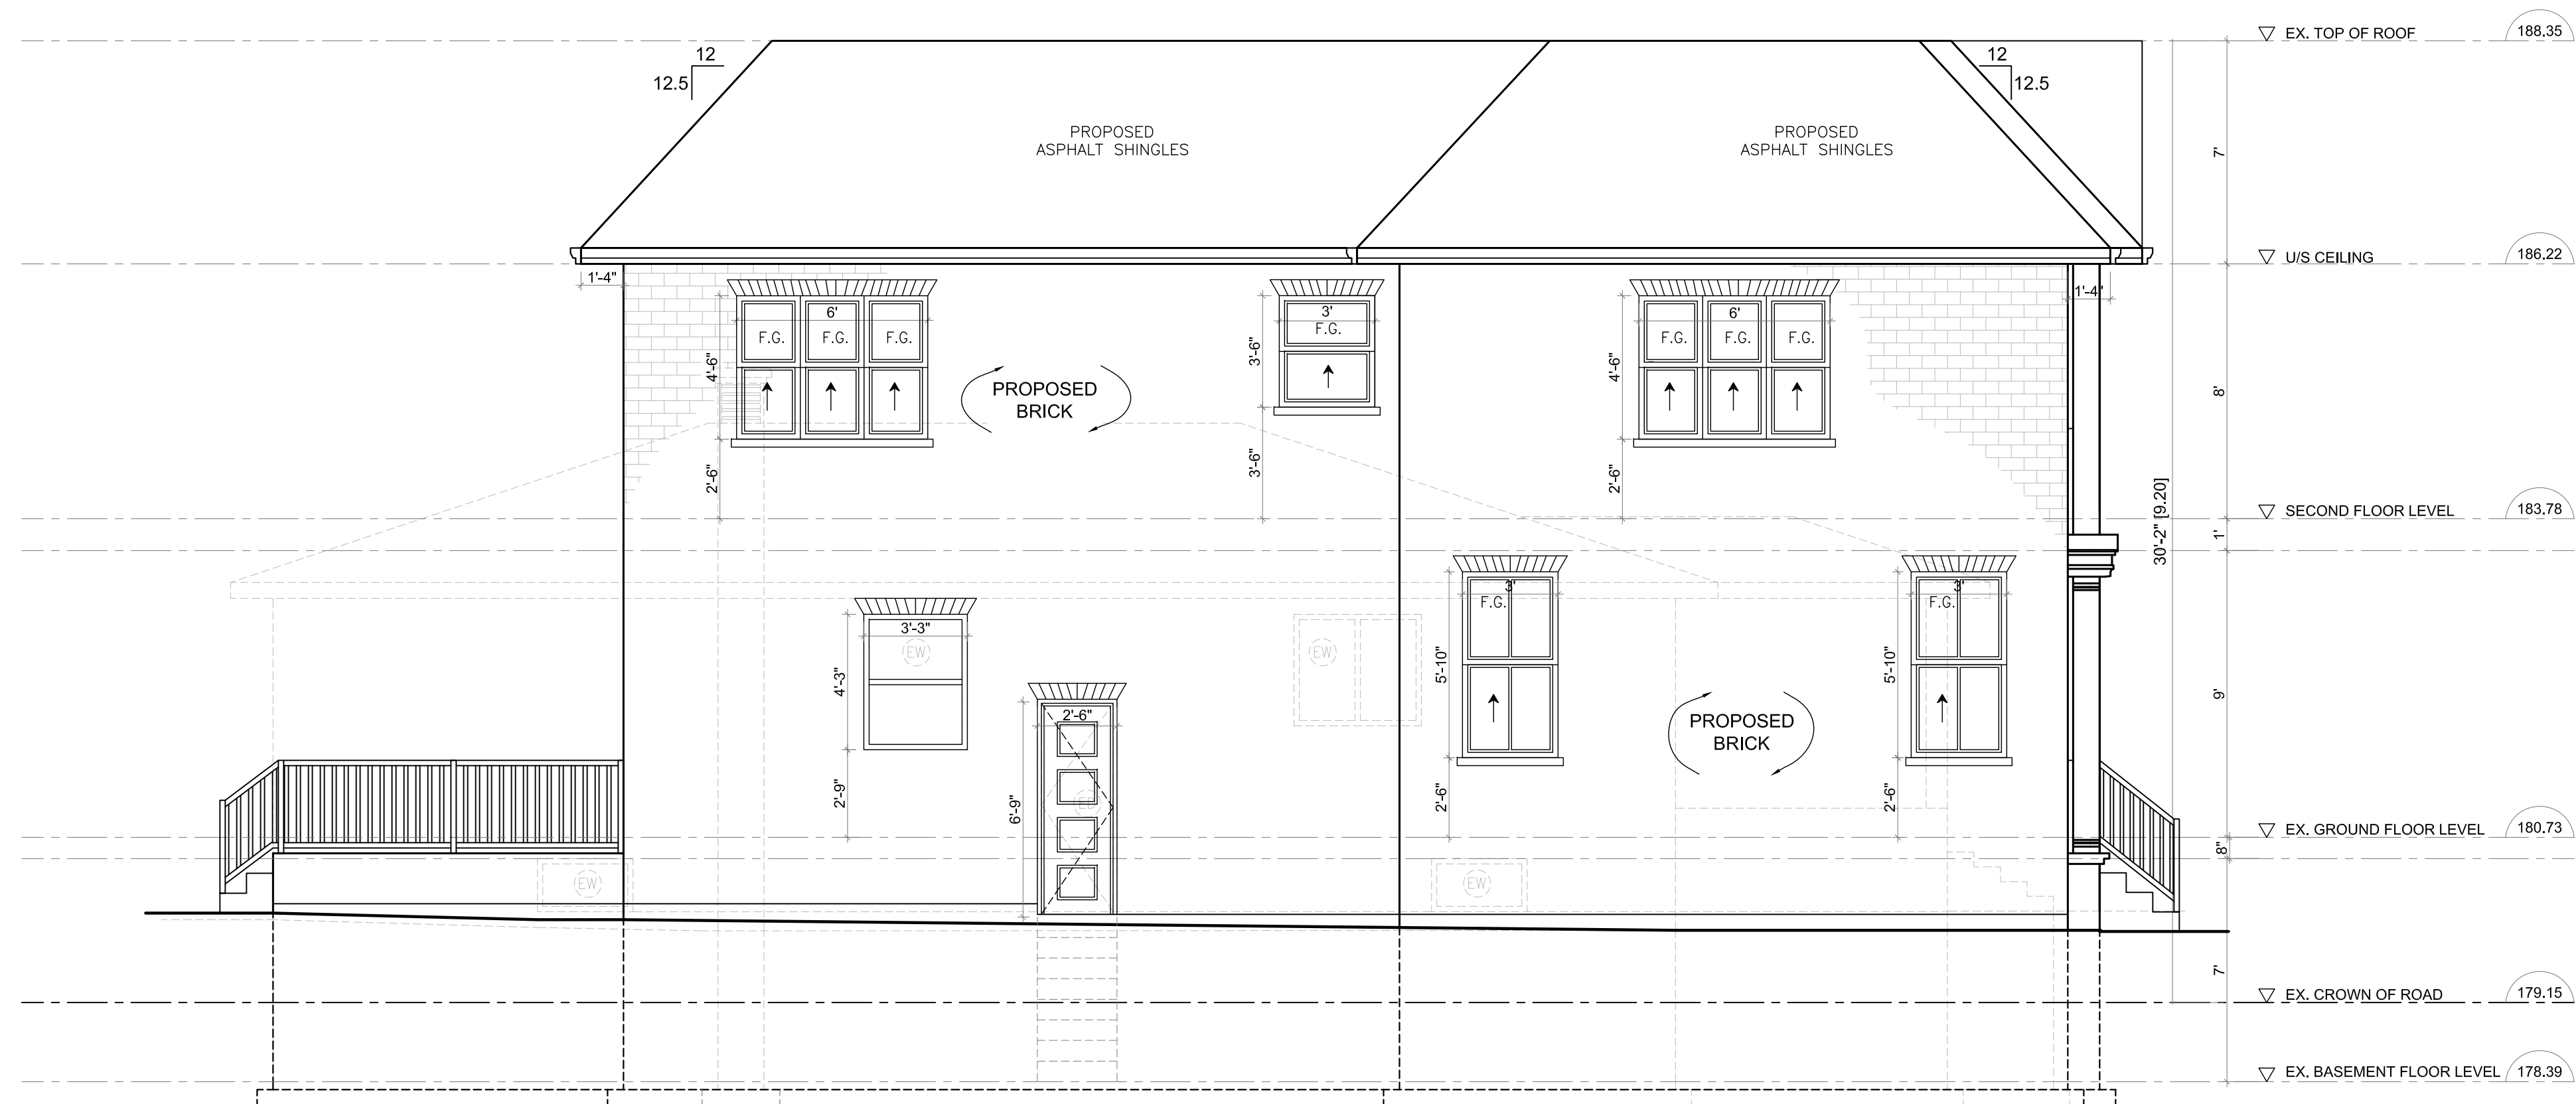 EX. TOP OF ROOF 188.35
12
12.5
12
12.5
PROPOSED
ASPHALT SHINGLES
PROPOSED
ASPHALT SHINGLES
7'
U/S CEILING 186.22
1'-4"
1'-4"
6'
F.G. F.G. F.G.
3'
F.G.
6'
F.G. F.G. F.G.
4'-6"
3'-6"
4'-6"
PROPOSED
BRICK
8'
2'-6"
3'-6"
2'-6"
30'-2" [9.20]
SECOND FLOOR LEVEL 183.78
1'
3'
F.G.
3'
F.G.
3'-3"
EW
EW
4'-3"
5'-10"
5'-10"
9'
2'-6"
PROPOSED
BRICK
2'-9"
6'-9"
ED
2'-6"
2'-6"
EX. GROUND FLOOR LEVEL 180.73
8"
EW
EW
7'
EX. CROWN OF ROAD 179.15
EX. BASEMENT FLOOR LEVEL 178.39